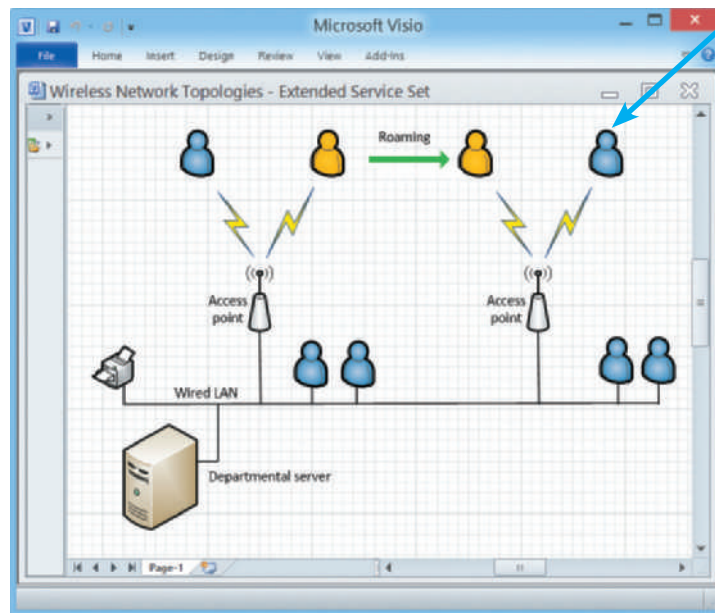 Microsoft Visio
File Home Insert Design Review View Add-Ins
Wireless Network Topologies - Extended Service Set
Roaming
Access
point
Access
point
Wired LAN
Departmental server
Page-1